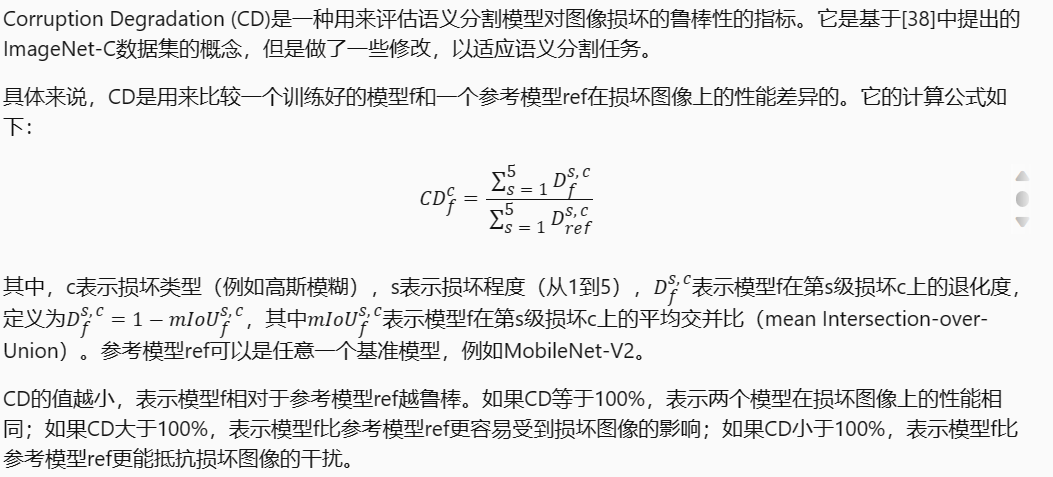 Corruption Degradation (CD)是一种用来评估语义分割模型对图像损坏的鲁棒性的指标。它是基于[38]中提出的
ImageNet-C数据集的概念，但是做了一些修改，以适应语义分割任务。
具体来说，CD是用来比较一个训练好的模型f和一个参考模型ref在损坏图像上的性能差异的。它的计算公式如
下：
$CD_f^c = \frac{\sum_{s=1}^{5} D_f^{s,c}}{\sum_{s=1}^{5} D_{ref}^{s,c}}$
其中，c表示损坏类型（例如高斯模糊），s表示损坏程度（从1到5），$D_f^{s,c}$表示模型f在第s级损坏c上的退化度，
定义为$D_f^{s,c} = 1 - mIoU_f^{s,c}$，其中$mIoU_f^{s,c}$表示模型f在第s级损坏c上的平均交并比（mean Intersection-over-
Union）。参考模型ref可以是任意一个基准模型，例如MobileNet-V2。
CD的值越小，表示模型f相对于参考模型ref越鲁棒。如果CD等于100%，表示两个模型在损坏图像上的性能相
同；如果CD大于100%，表示模型f比参考模型ref更容易受到损坏图像的影响；如果CD小于100%，表示模型f比
参考模型ref更能抵抗损坏图像的干扰。